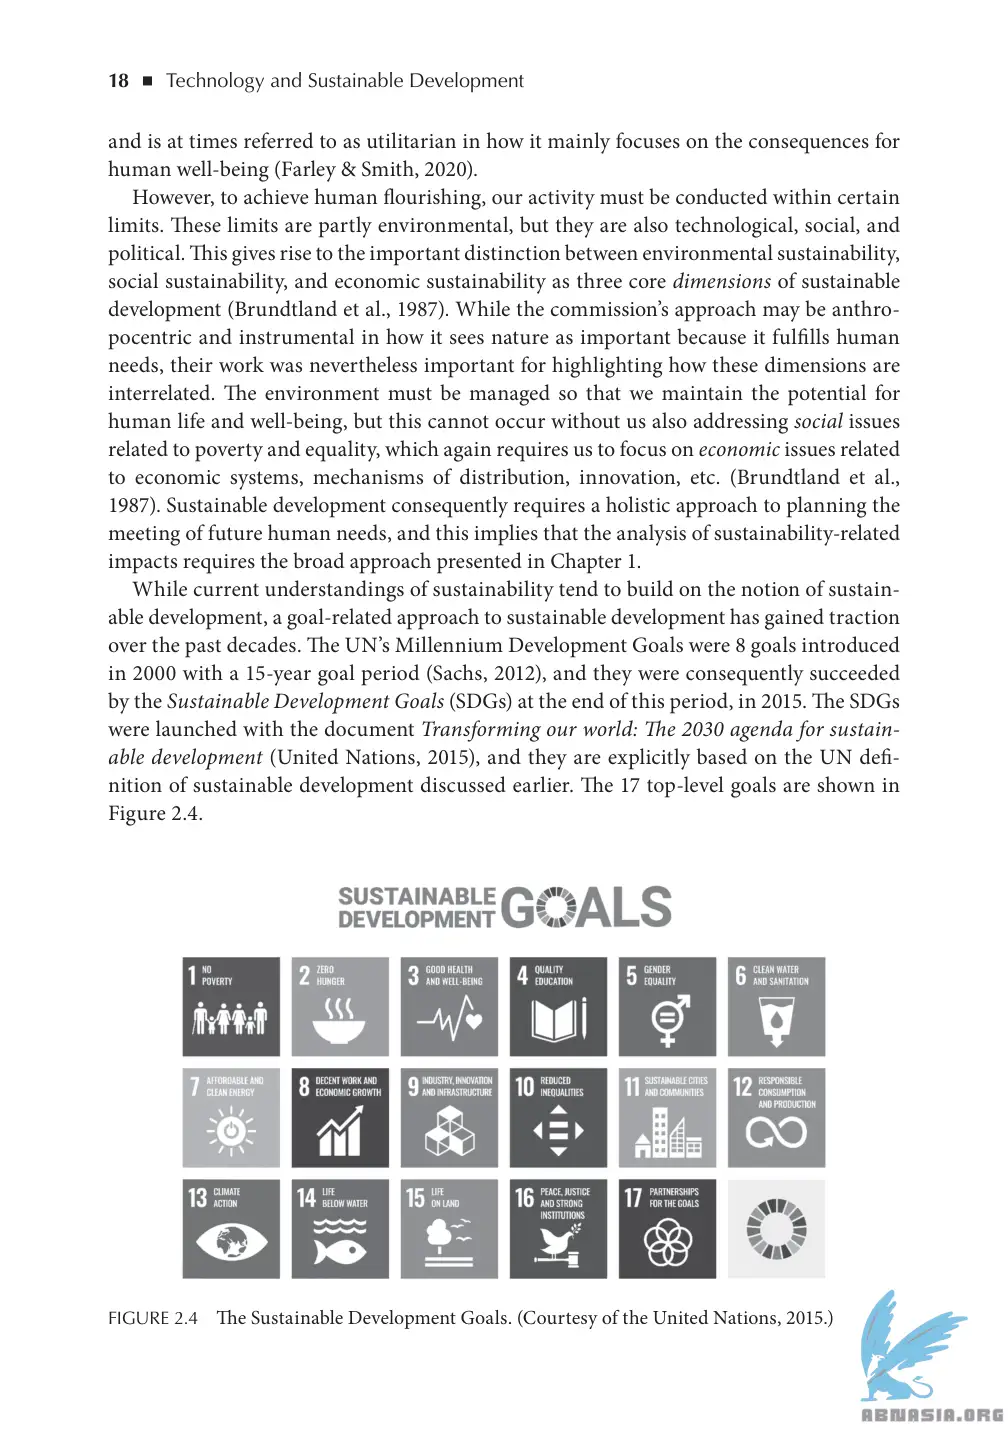 18 ■ Technology and Sustainable Development
and is at times referred to as utilitarian in how it mainly focuses on the consequences for
human well-being (Farley & Smith, 2020).
However, to achieve human flourishing, our activity must be conducted within certain
limits. These limits are partly environmental, but they are also technological, social, and
political. This gives rise to the important distinction between environmental sustainability,
social sustainability, and economic sustainability as three core dimensions of sustainable
development (Brundtland et al., 1987). While the commission’s approach may be anthro-
pocentric and instrumental in how it sees nature as important because it fulfills human
needs, their work was nevertheless important for highlighting how these dimensions are
interrelated. The environment must be managed so that we maintain the potential for
human life and well-being, but this cannot occur without us also addressing social issues
related to poverty and equality, which again requires us to focus on economic issues related
to economic systems, mechanisms of distribution, innovation, etc. (Brundtland et al.,
1987). Sustainable development consequently requires a holistic approach to planning the
meeting of future human needs, and this implies that the analysis of sustainability-related
impacts requires the broad approach presented in Chapter 1.
While current understandings of sustainability tend to build on the notion of sustain-
able development, a goal-related approach to sustainable development has gained traction
over the past decades. The UN’s Millennium Development Goals were 8 goals introduced
in 2000 with a 15-year goal period (Sachs, 2012), and they were consequently succeeded
by the Sustainable Development Goals (SDGs) at the end of this period, in 2015. The SDGs
were launched with the document Transforming our world: The 2030 agenda for sustain-
able development (United Nations, 2015), and they are explicitly based on the UN defi-
nition of sustainable development discussed earlier. The 17 top-level goals are shown in
Figure 2.4.
SUSTAINABLE
DEVELOPMENT GOALS
1 NO
POVERTY
2 ZERO
HUNGER
3 GOOD HEALTH
AND WELL-BEING
4 QUALITY
EDUCATION
5 GENDER
EQUALITY
6 CLEAN WATER
AND SANITATION
7 AFFORDABLE AND
CLEAN ENERGY
8 DECENT WORK AND
ECONOMIC GROWTH
9 INDUSTRY, INNOVATION
AND INFRASTRUCTURE
10 REDUCED
INEQUALITIES
11 SUSTAINABLE CITIES
AND COMMUNITIES
12 RESPONSIBLE
CONSUMPTION
AND PRODUCTION
13 CLIMATE
ACTION
14 LIFE
BELOW WATER
15 LIFE
ON LAND
16 PEACE, JUSTICE
AND STRONG
INSTITUTIONS
17 PARTNERSHIPS
FOR THE GOALS
FIGURE 2.4 The Sustainable Development Goals. (Courtesy of the United Nations, 2015.)
ABNASIA.ORG